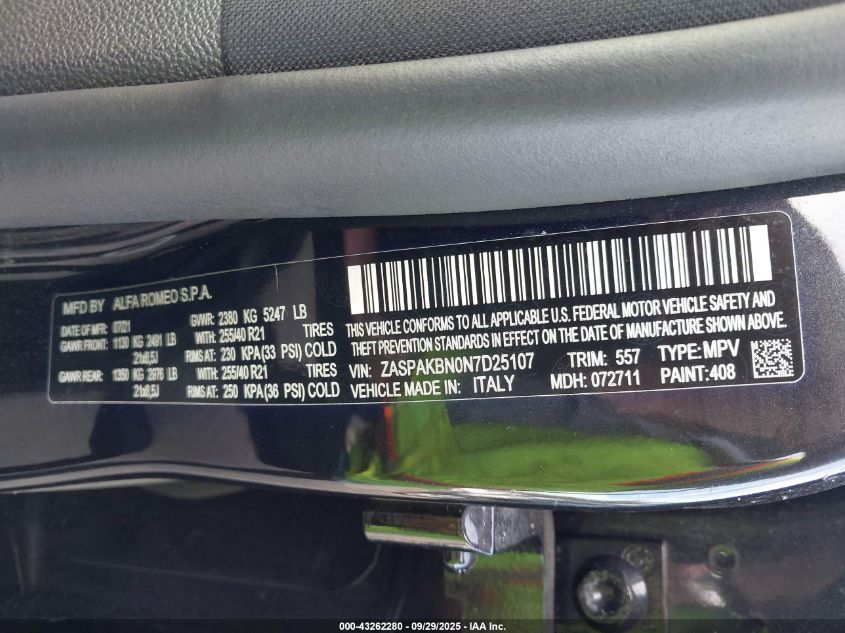 MFD BY ALFA ROMEO S.P.A.
DATE OF MFR: 07/21 GVWR: 2380 KG 5247 LB
GAWR FRONT: 1130 KG 2491 LB WITH: 255/40 R21 TIRES
21x8,5J RIMS AT: 230 KPA(33 PSI) COLD
GAWR REAR: 1350 KG 2976 LB WITH: 255/40 R21 TIRES
21x8,5J RIMS AT: 250 KPA(36 PSI) COLD
THIS VEHICLE CONFORMS TO ALL APPLICABLE U.S. FEDERAL MOTOR VEHICLE SAFETY AND
THEFT PREVENTION STANDARDS IN EFFECT ON THE DATE OF MANUFACTURE SHOWN ABOVE.
VIN: ZASPAKBN0N7D25107 TRIM: 557 TYPE:MPV
VEHICLE MADE IN: ITALY MDH: 072711 PAINT:408
000-43262280 - 09/29/2025 - IAA Inc.